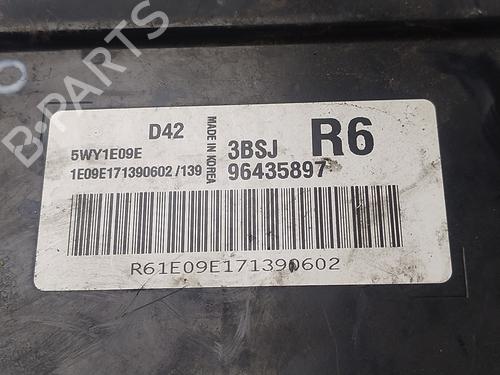 D42
5WY1E09E
1E09E171390602 /139
MADE IN KOREA
3BSJ
R6
96435897
R61E09E171390602
B-PARTS